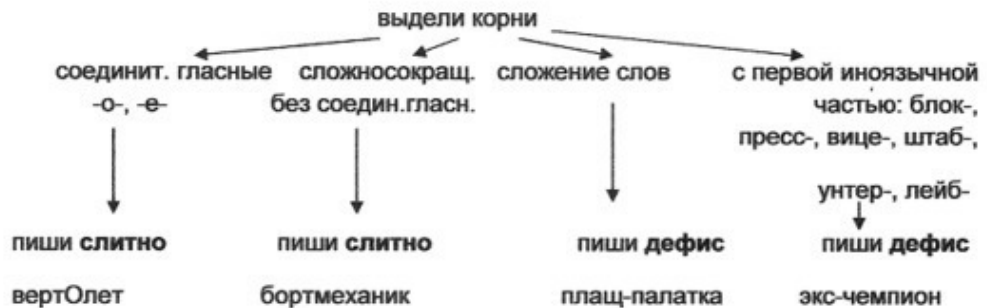 выдели корни
соединит. гласные сложносокращ. сложение слов с первой иноязычной
-о-, -е- без соедин.гласн. частью: блок-,
пресс-, вице-, штаб-,
унтер-, лейб-
пиши слитно пиши слитно пиши дефис пиши дефис
вертОлет бортмеханик плащ-палатка экс-чемпион